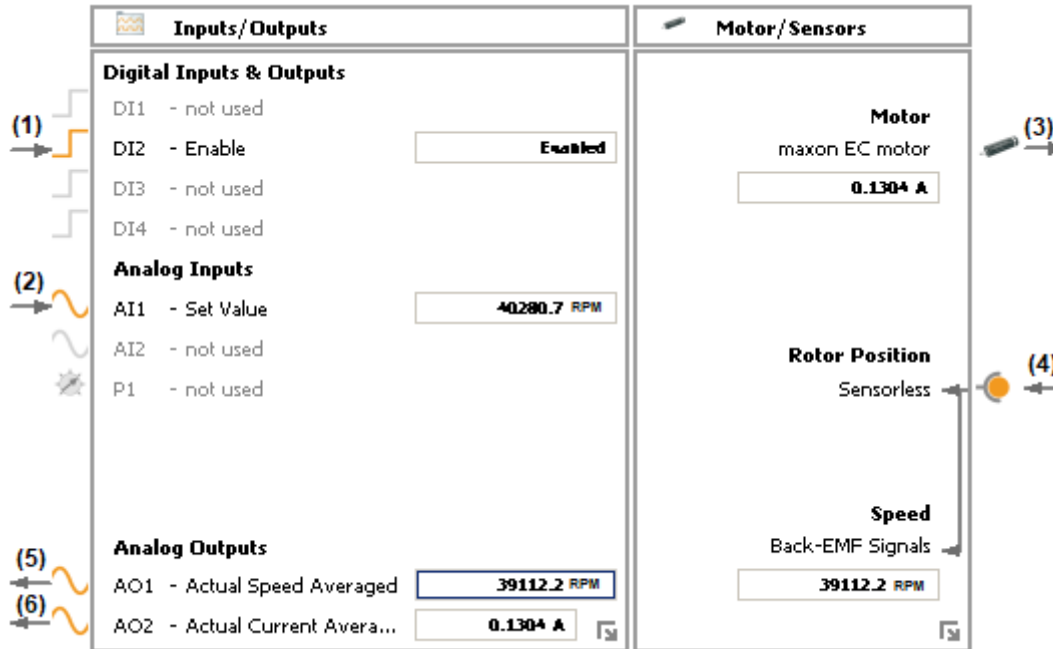 Inputs/Outputs
Motor/Sensors
Digital Inputs & Outputs
DI1 - not used
(1)
DI2 - Enable Enabled
DI3 - not used
DI4 - not used
Motor
maxon EC motor
(3)
0.1304 A
Analog Inputs
(2)
AI1 - Set Value 40280.7 RPM
AI2 - not used
P1 - not used
Rotor Position
(4)
Sensorless
Analog Outputs
(5)
AO1 - Actual Speed Averaged 39112.2 RPM
(6)
AO2 - Actual Current Avera... 0.1304 A
Speed
Back-EMF Signals
39112.2 RPM